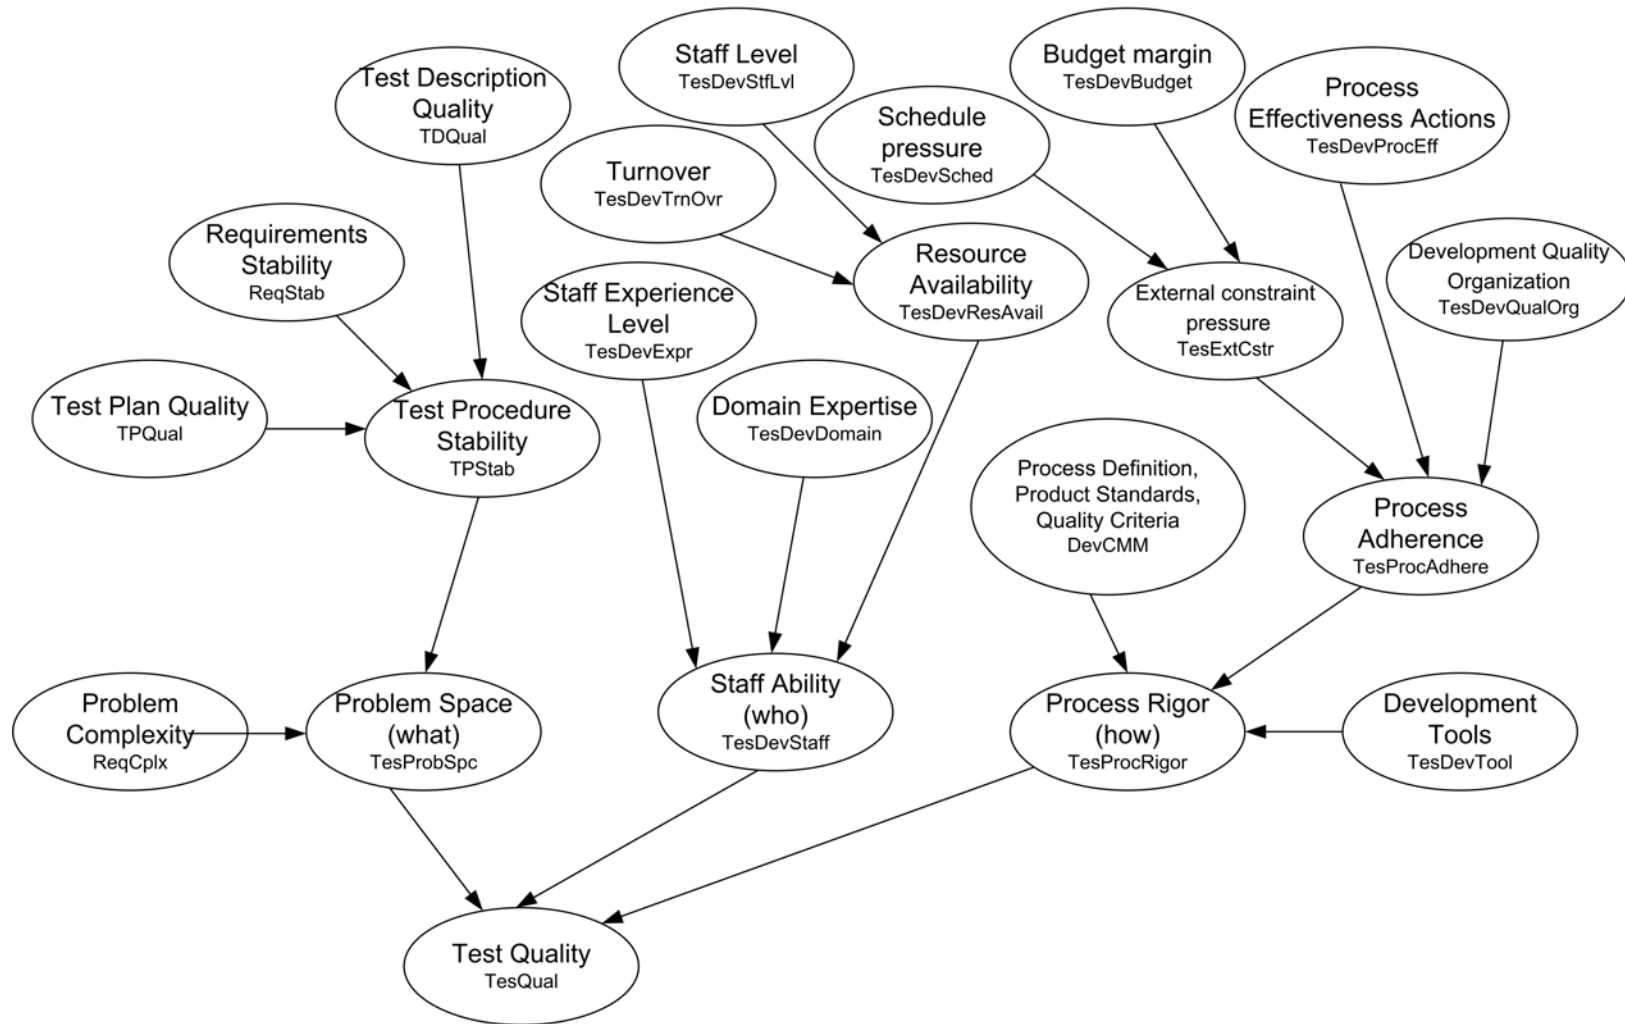 Staff Level
TesDevStfLvl
Budget margin
TesDevBudget
Test Description
Quality
TDQual
Process
Effectiveness Actions
TesDevProcEff
Schedule
pressure
TesDevSched
Turnover
TesDevTrnOvr
Requirements
Stability
ReqStab
Resource
Availability
TesDevResAvail
Development Quality
Organization
TesDevQualOrg
Staff Experience
Level
TesDevExpr
External constraint
pressure
TesExtCstr
Test Plan Quality
TPQual
Test Procedure
Stability
TPStab
Domain Expertise
TesDevDomain
Process Definition,
Product Standards,
Quality Criteria
DevCMM
Process
Adherence
TesProcAdhere
Problem
Complexity
ReqCplx
Problem Space
(what)
TesProbSpc
Staff Ability
(who)
TesDevStaff
Process Rigor
(how)
TesProcRigor
Development
Tools
TesDevTool
Test Quality
TesQual